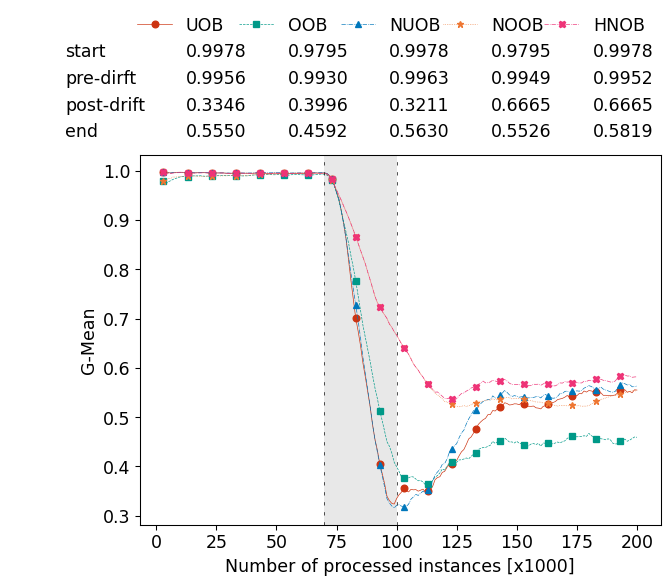 UOB OOB NUOB NOOB HNOB
start 0.9978 0.9795 0.9978 0.9795 0.9978
pre-dirft 0.9956 0.9930 0.9963 0.9949 0.9952
post-drift 0.3346 0.3996 0.3211 0.6665 0.6665
end 0.5550 0.4592 0.5630 0.5526 0.5819
1.0
0.9
0.8
0.7
0.6
0.5
0.4
0.3
G-Mean
0 25 50 75 100 125 150 175 200
Number of processed instances [x1000]